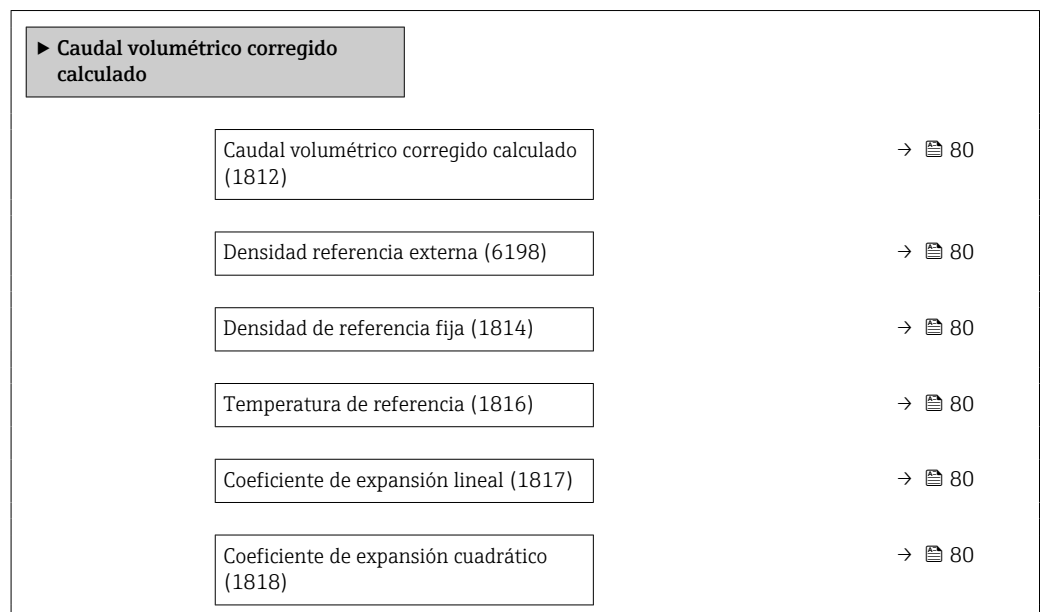 ▶ Caudal volumétrico corregido
calculado
Caudal volumétrico corregido calculado → 80
(1812)
Densidad referencia externa (6198) → 80
Densidad de referencia fija (1814) → 80
Temperatura de referencia (1816) → 80
Coeficiente de expansión lineal (1817) → 80
Coeficiente de expansión cuadrático → 80
(1818)